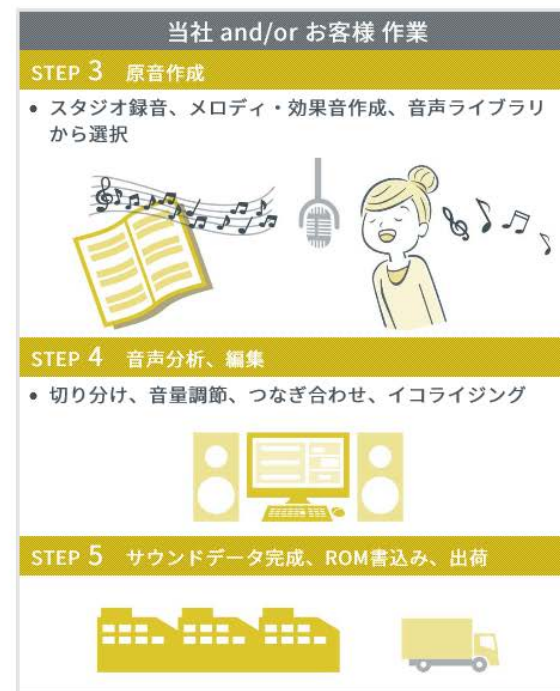 当社 and/or お客様 作業
STEP 3 原音作成
• スタジオ録音、メロディ・効果音作成、音声ライブラリ
から選択
STEP 4 音声分析、編集
• 切り分け、音量調節、つなぎ合わせ、イコライジング
STEP 5 サウンドデータ完成、ROM書込み、出荷